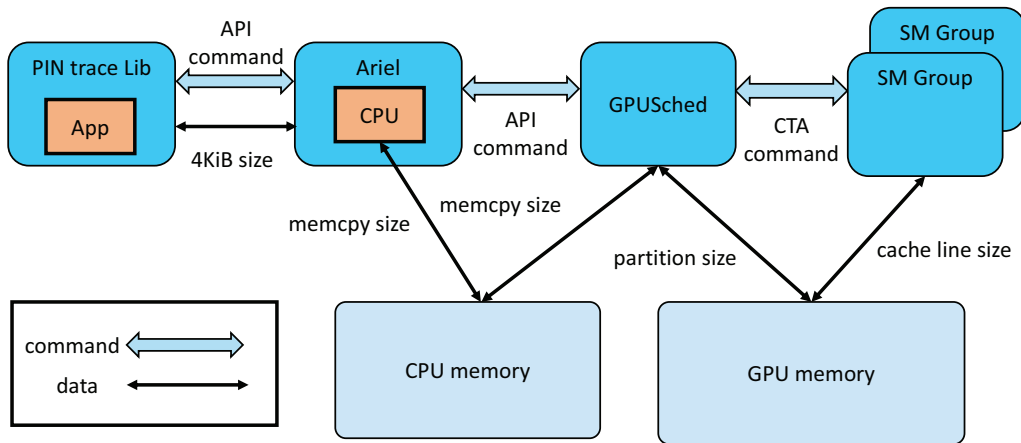 API
command
PIN trace Lib
App
4KiB size
Ariel
CPU
API
command
GPUSched
CTA
command
SM Group
SM Group
memcpy size
memcpy size
partition size
cache line size
command
data
CPU memory
GPU memory